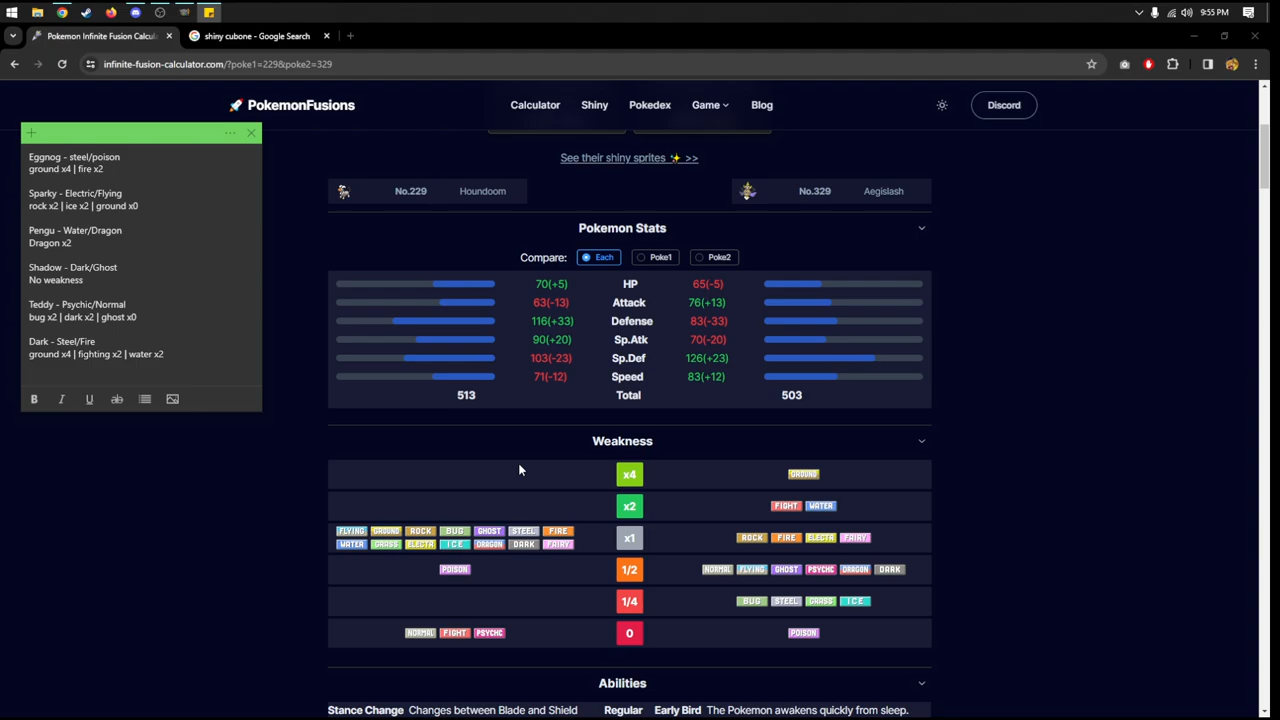 9:55 PM
Pokemon Infinite Fusion Calcula
shiny cubone - Google Search
infinite-fusion-calculator.com/?poke1=229&poke2=329
PokemonFusions
Calculator
Shiny
Pokedex
Game
Blog
Discord
Eggnog - steel/poison
ground x4 | fire x2
Sparky - Electric/Flying
rock x2 | ice x2 | ground x0
Pengu - Water/Dragon
Dragon x2
Shadow - Dark/Ghost
No weakness
Teddy - Psychic/Normal
bug x2 | dark x2 | ghost x0
Dark - Steel/Fire
ground x4 | fighting x2 | water x2
B I U ab
See their shiny sprites ✨ >>
No.229 Houndoom
No.329 Aegislash
Pokemon Stats
Compare: Each Poke1 Poke2
70(+5) HP 65(-5)
63(-13) Attack 76(+13)
116(+33) Defense 83(-33)
90(+20) Sp.Atk 70(-20)
103(-23) Sp.Def 126(+23)
71(-12) Speed 83(+12)
513 Total 503
Weakness
x4 GROUND
x2 FIGHT WATER
FLYING GROUND ROCK BUG GHOST STEEL FIRE
WATER GRASS ELECTR ICE DRAGON DARK FAIRY
x1 ROCK FIRE ELECTR FAIRY
POISON 1/2 NORMAL FLYING GHOST PSYCHC DRAGON DARK
1/4 BUG STEEL GRASS ICE
NORMAL FIGHT PSYCHC 0 POISON
Abilities
Stance Change Changes between Blade and Shield Regular Early Bird The Pokemon awakens quickly from sleep.